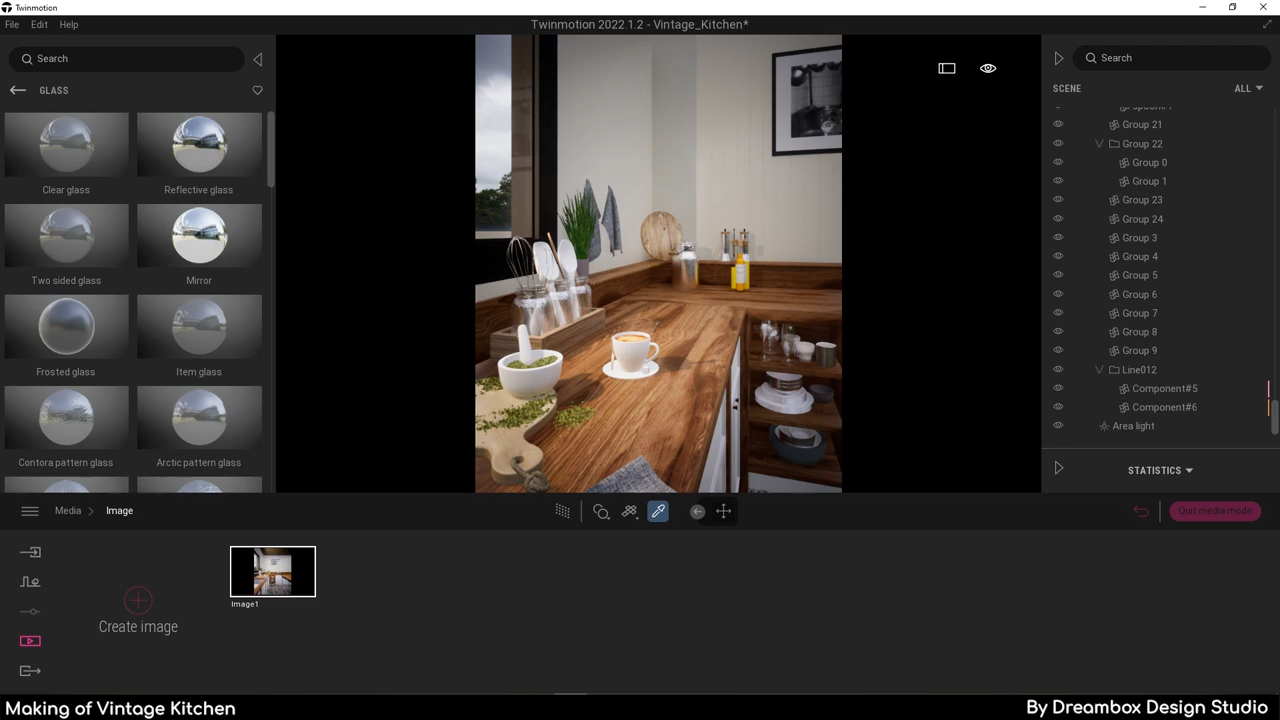 Twinmotion
File Edit Help
Twinmotion 2022.1.2 - Vintage_Kitchen*
Search
GLASS
Clear glass
Reflective glass
Two sided glass
Mirror
Frosted glass
Item glass
Contora pattern glass
Arctic pattern glass
Search
SCENE ALL
Group 21
Group 22
Group 0
Group 1
Group 23
Group 24
Group 3
Group 4
Group 5
Group 6
Group 7
Group 8
Group 9
Line012
Component#5
Component#6
Area light
STATISTICS
Media Image
Quit media mode
Create image
Image1
Making of Vintage Kitchen
By Dreambox Design Studio